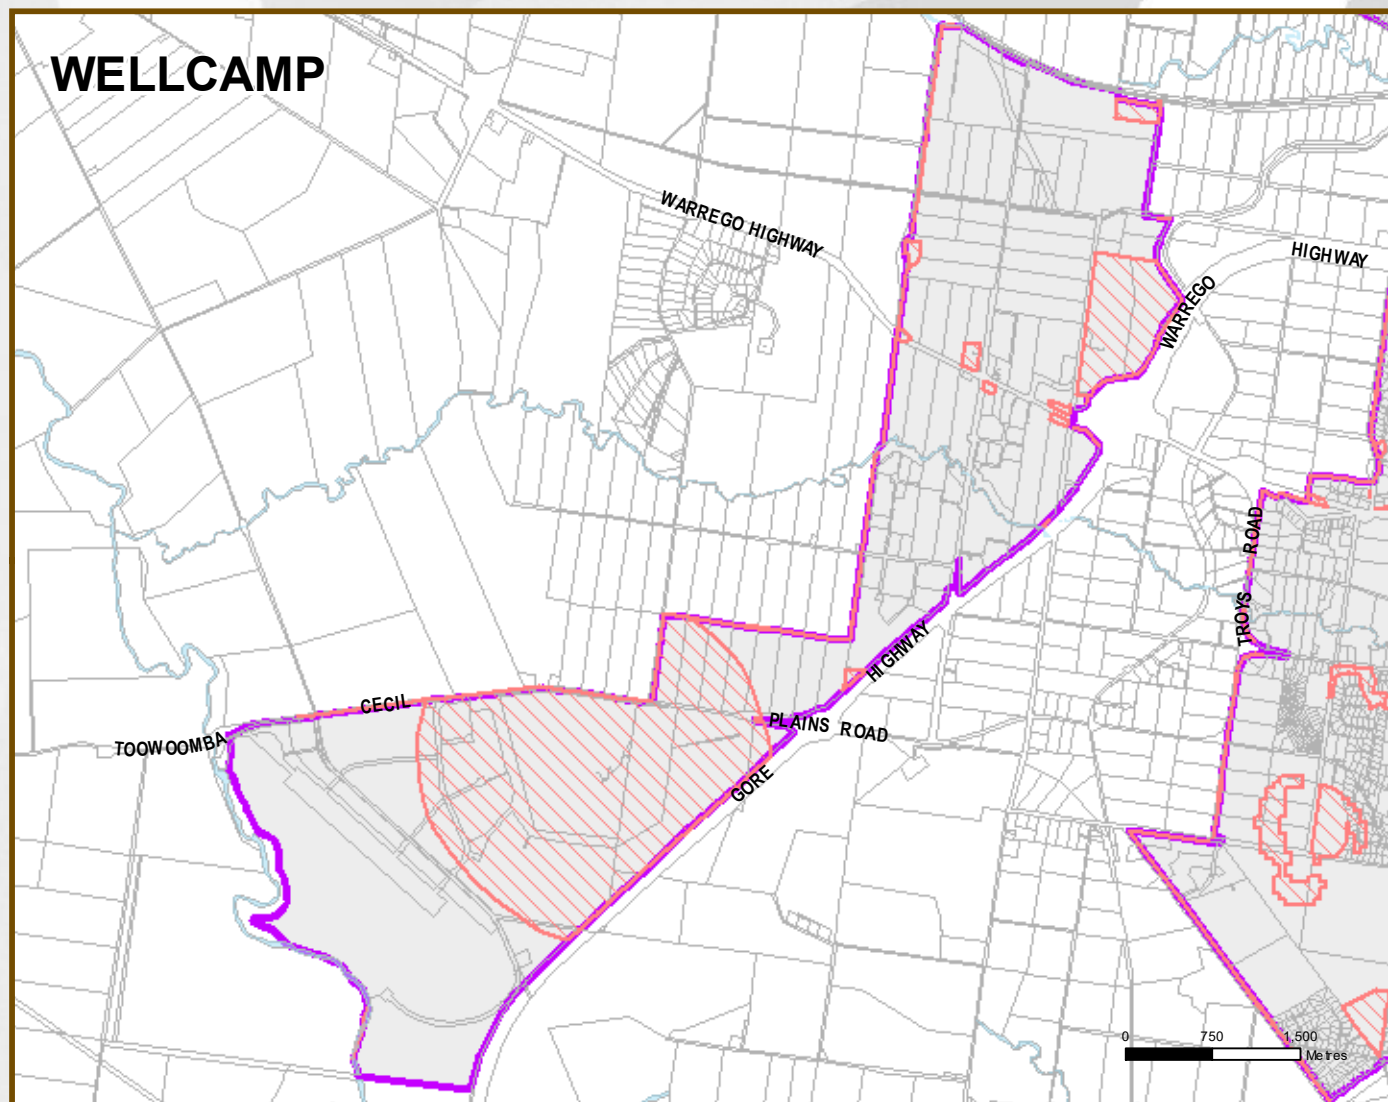 WELLCAMP
WARREGO HIGHWAY
HIGHWAY
WARREGO
TROYS ROAD
HIGHWAY
CECIL
PLAINS ROAD
TOOWOOMBA
GORE
0 750 1,500
Metres